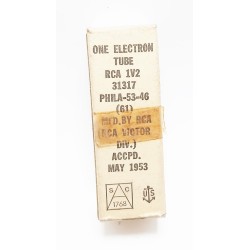 ONE ELECTRON
TUBE
RCA 1V2
31317
PHILA-53-46
(61)
MFD.BY RCA
(RCA VICTOR
DIV.)
ACCPD.
MAY 1953
S C
A
1768
U S